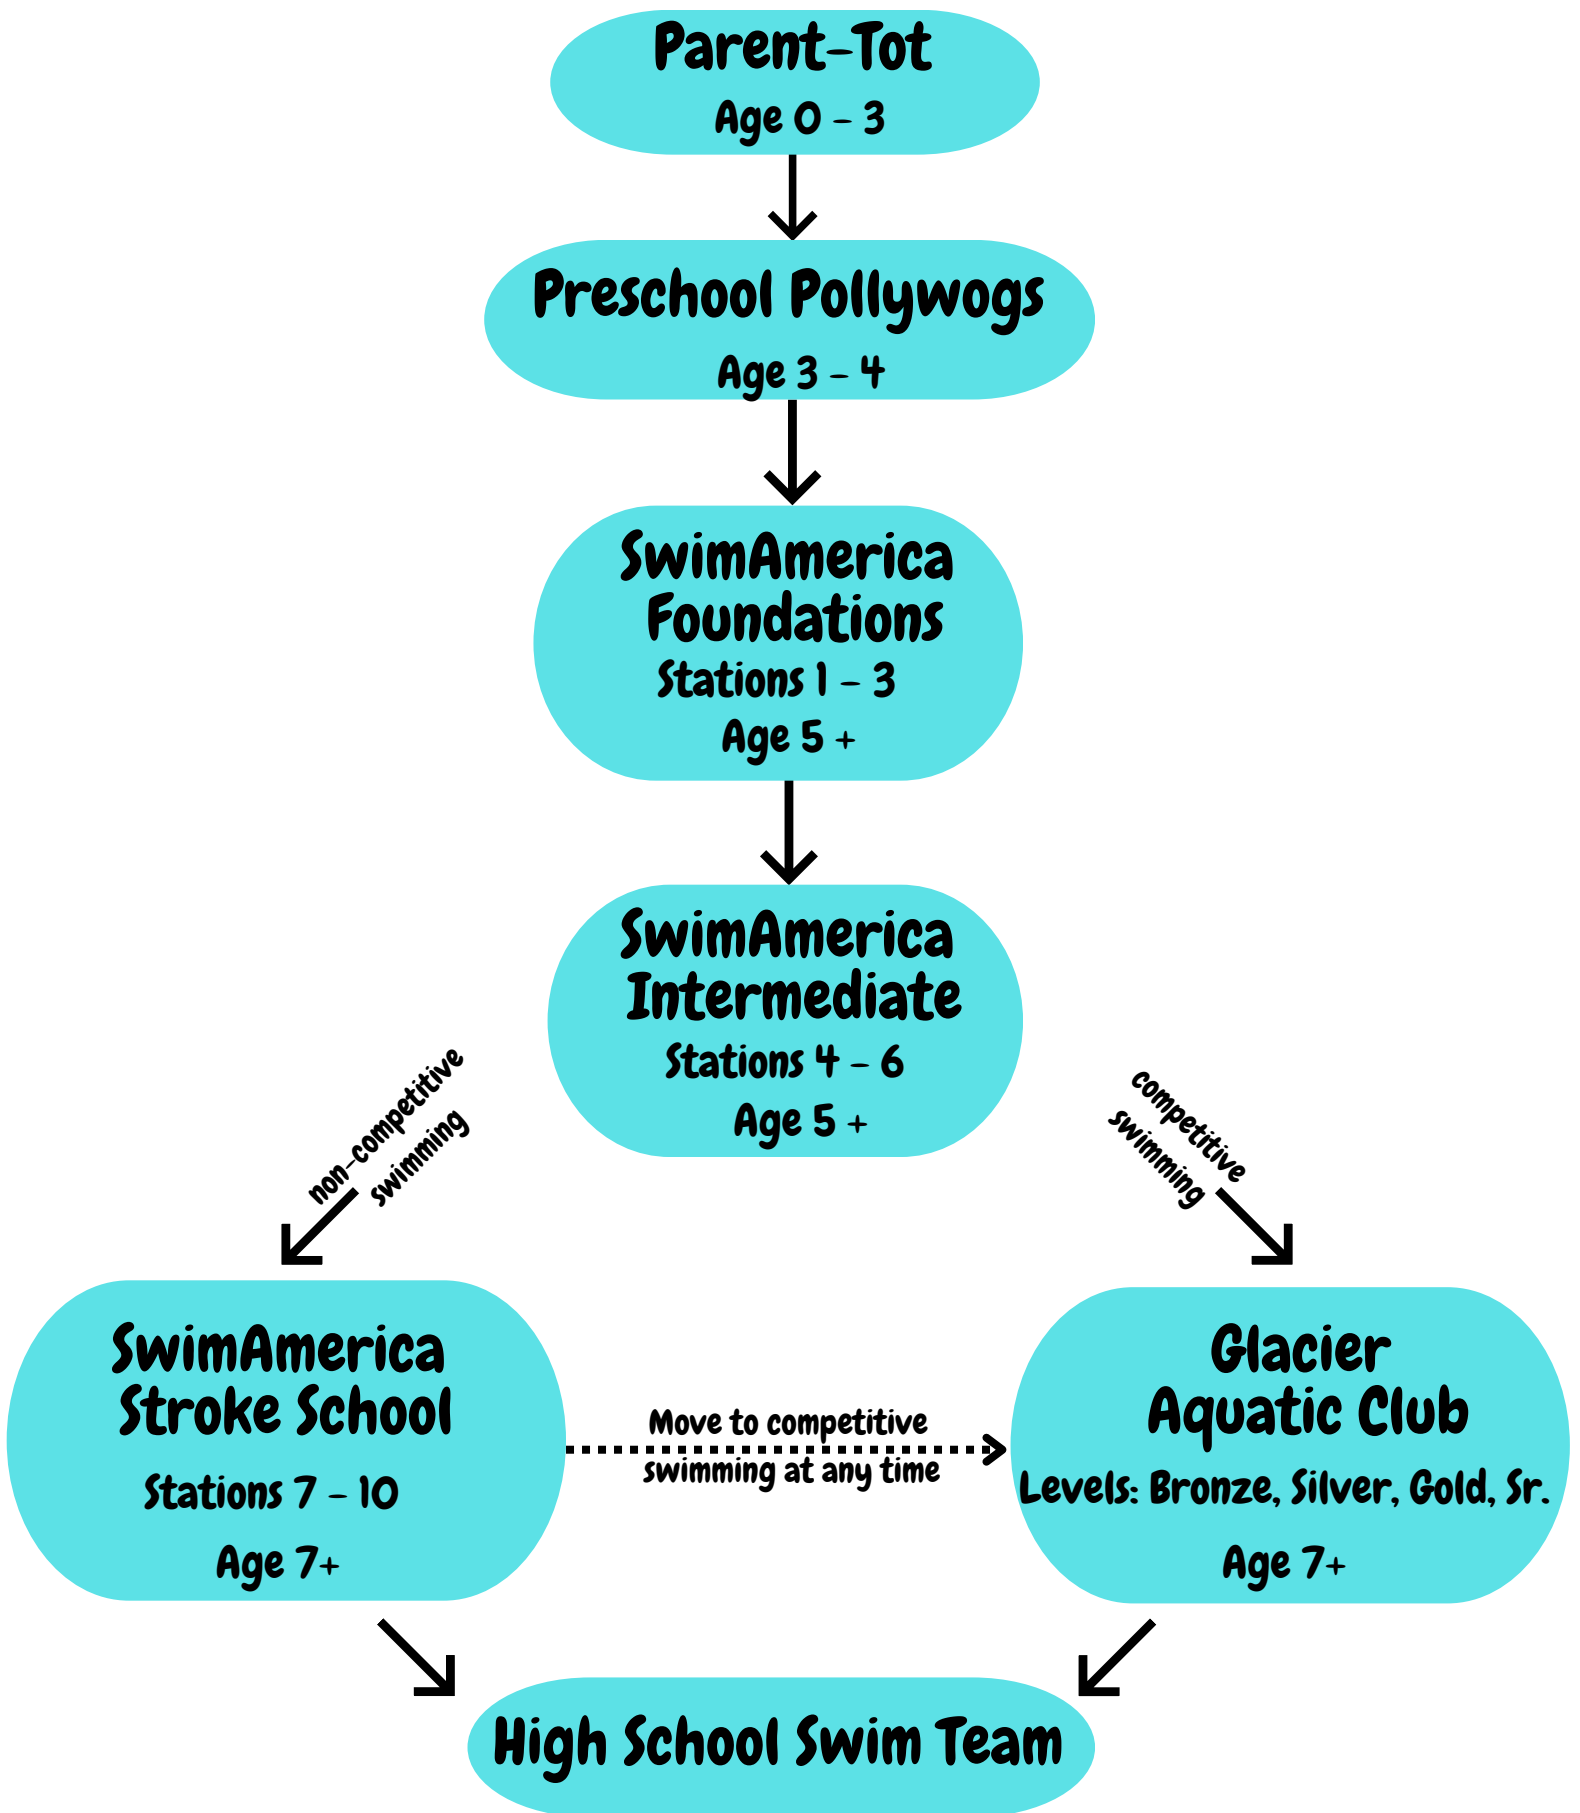 Parent-Tot
Age 0 - 3
Preschool Pollywogs
Age 3 - 4
SwimAmerica
Foundations
Stations 1 - 3
Age 5 +
SwimAmerica
Intermediate
Stations 4 - 6
Age 5 +
non-competitive
swimming
competitive
swimming
SwimAmerica
Stroke School
Stations 7 - 10
Age 7+
Move to competitive
swimming at any time
Glacier
Aquatic Club
Levels: Bronze, Silver, Gold, Sr.
Age 7+
High School Swim Team